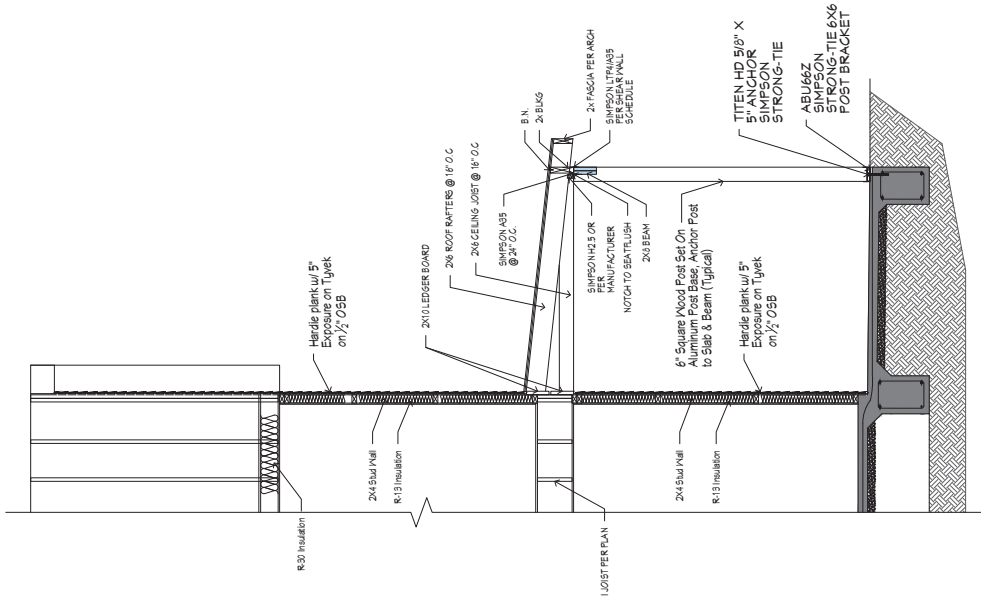 R-30 Insulation
2X4 Stud Wall
R-13 Insulation
Hardie plank w/ 5"
Exposure on Tyvek
on 1/2" OSB
2X10 LEDGER BOARD
2X6 ROOF RAFTERS @ 16" O.C
2X6 CEILING JOIST @ 16" O.C
SIMPSON A35
@ 24" O.C.
B.N.
2x BLKG
2x FASCIA PER ARCH
SIMPSON LTP4/A35
PER SHEAR WALL
SCHEDULE
I JOIST PER PLAN
SIMPSON H2.5 OR
PER
MANUFACTURER
NOTCH TO SEAT FLUSH
2X8 BEAM
6" Square Wood Post Set On
Aluminum Post Base, Anchor Post
to Slab & Beam (Typical)
2X4 Stud Wall
R-13 Insulation
Hardie plank w/ 5"
Exposure on Tyvek
on 1/2" OSB
TITEN HD 5/8" X
5" ANCHOR
SIMPSON
STRONG-TIE
ABU66Z
SIMPSON
STRONG-TIE 6X6
POST BRACKET